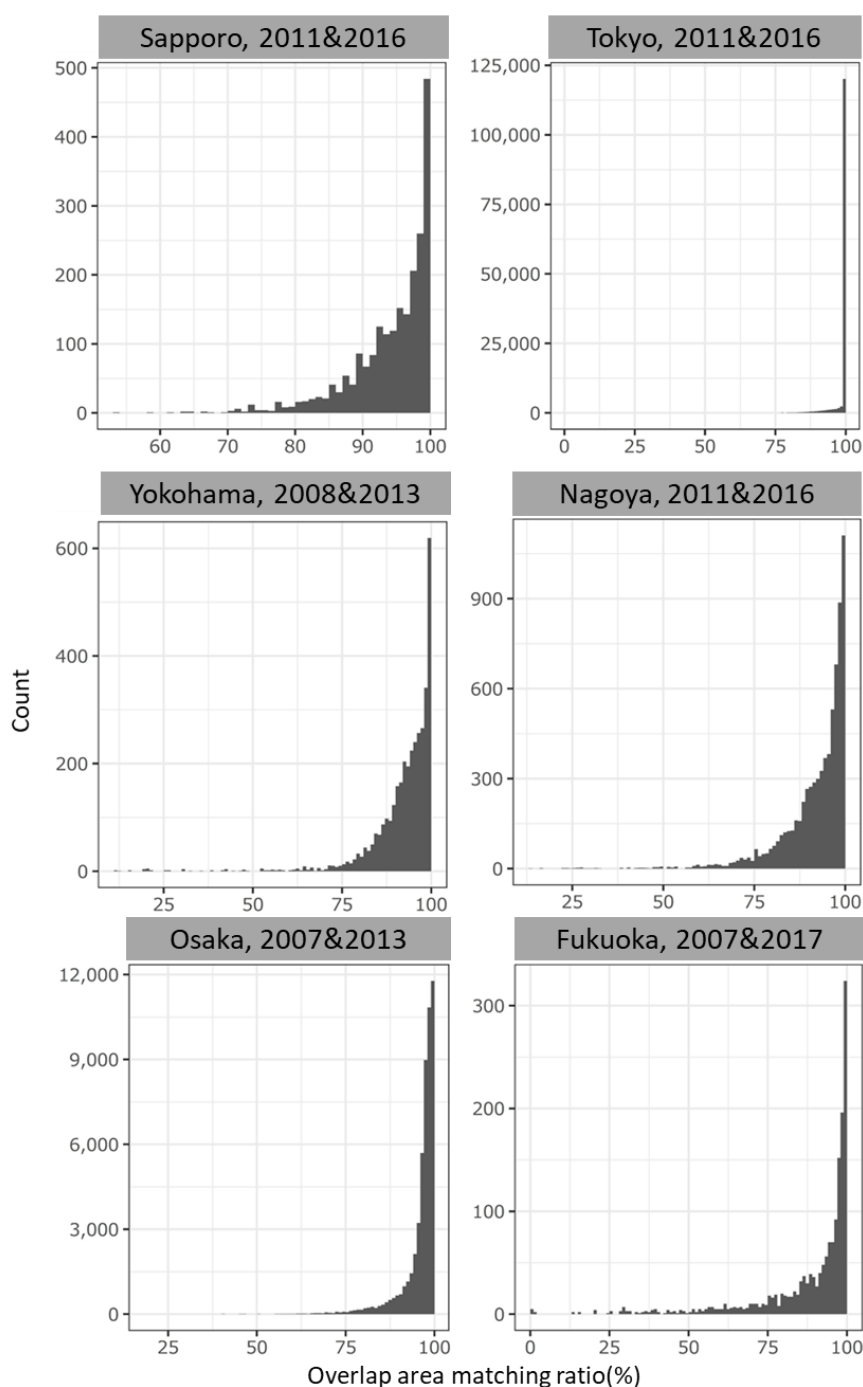 Sapporo, 2011&2016
Tokyo, 2011&2016
500
400
300
200
100
0
60 70 80 90 100
125,000
100,000
75,000
50,000
25,000
0
0 25 50 75 100
Yokohama, 2008&2013
Nagoya, 2011&2016
600
400
200
0
25 50 75 100
900
600
300
0
25 50 75 100
Count
Osaka, 2007&2013
Fukuoka, 2007&2017
12,000
9,000
6,000
3,000
0
25 50 75 100
300
200
100
0
0 25 50 75 100
Overlap area matching ratio(%)